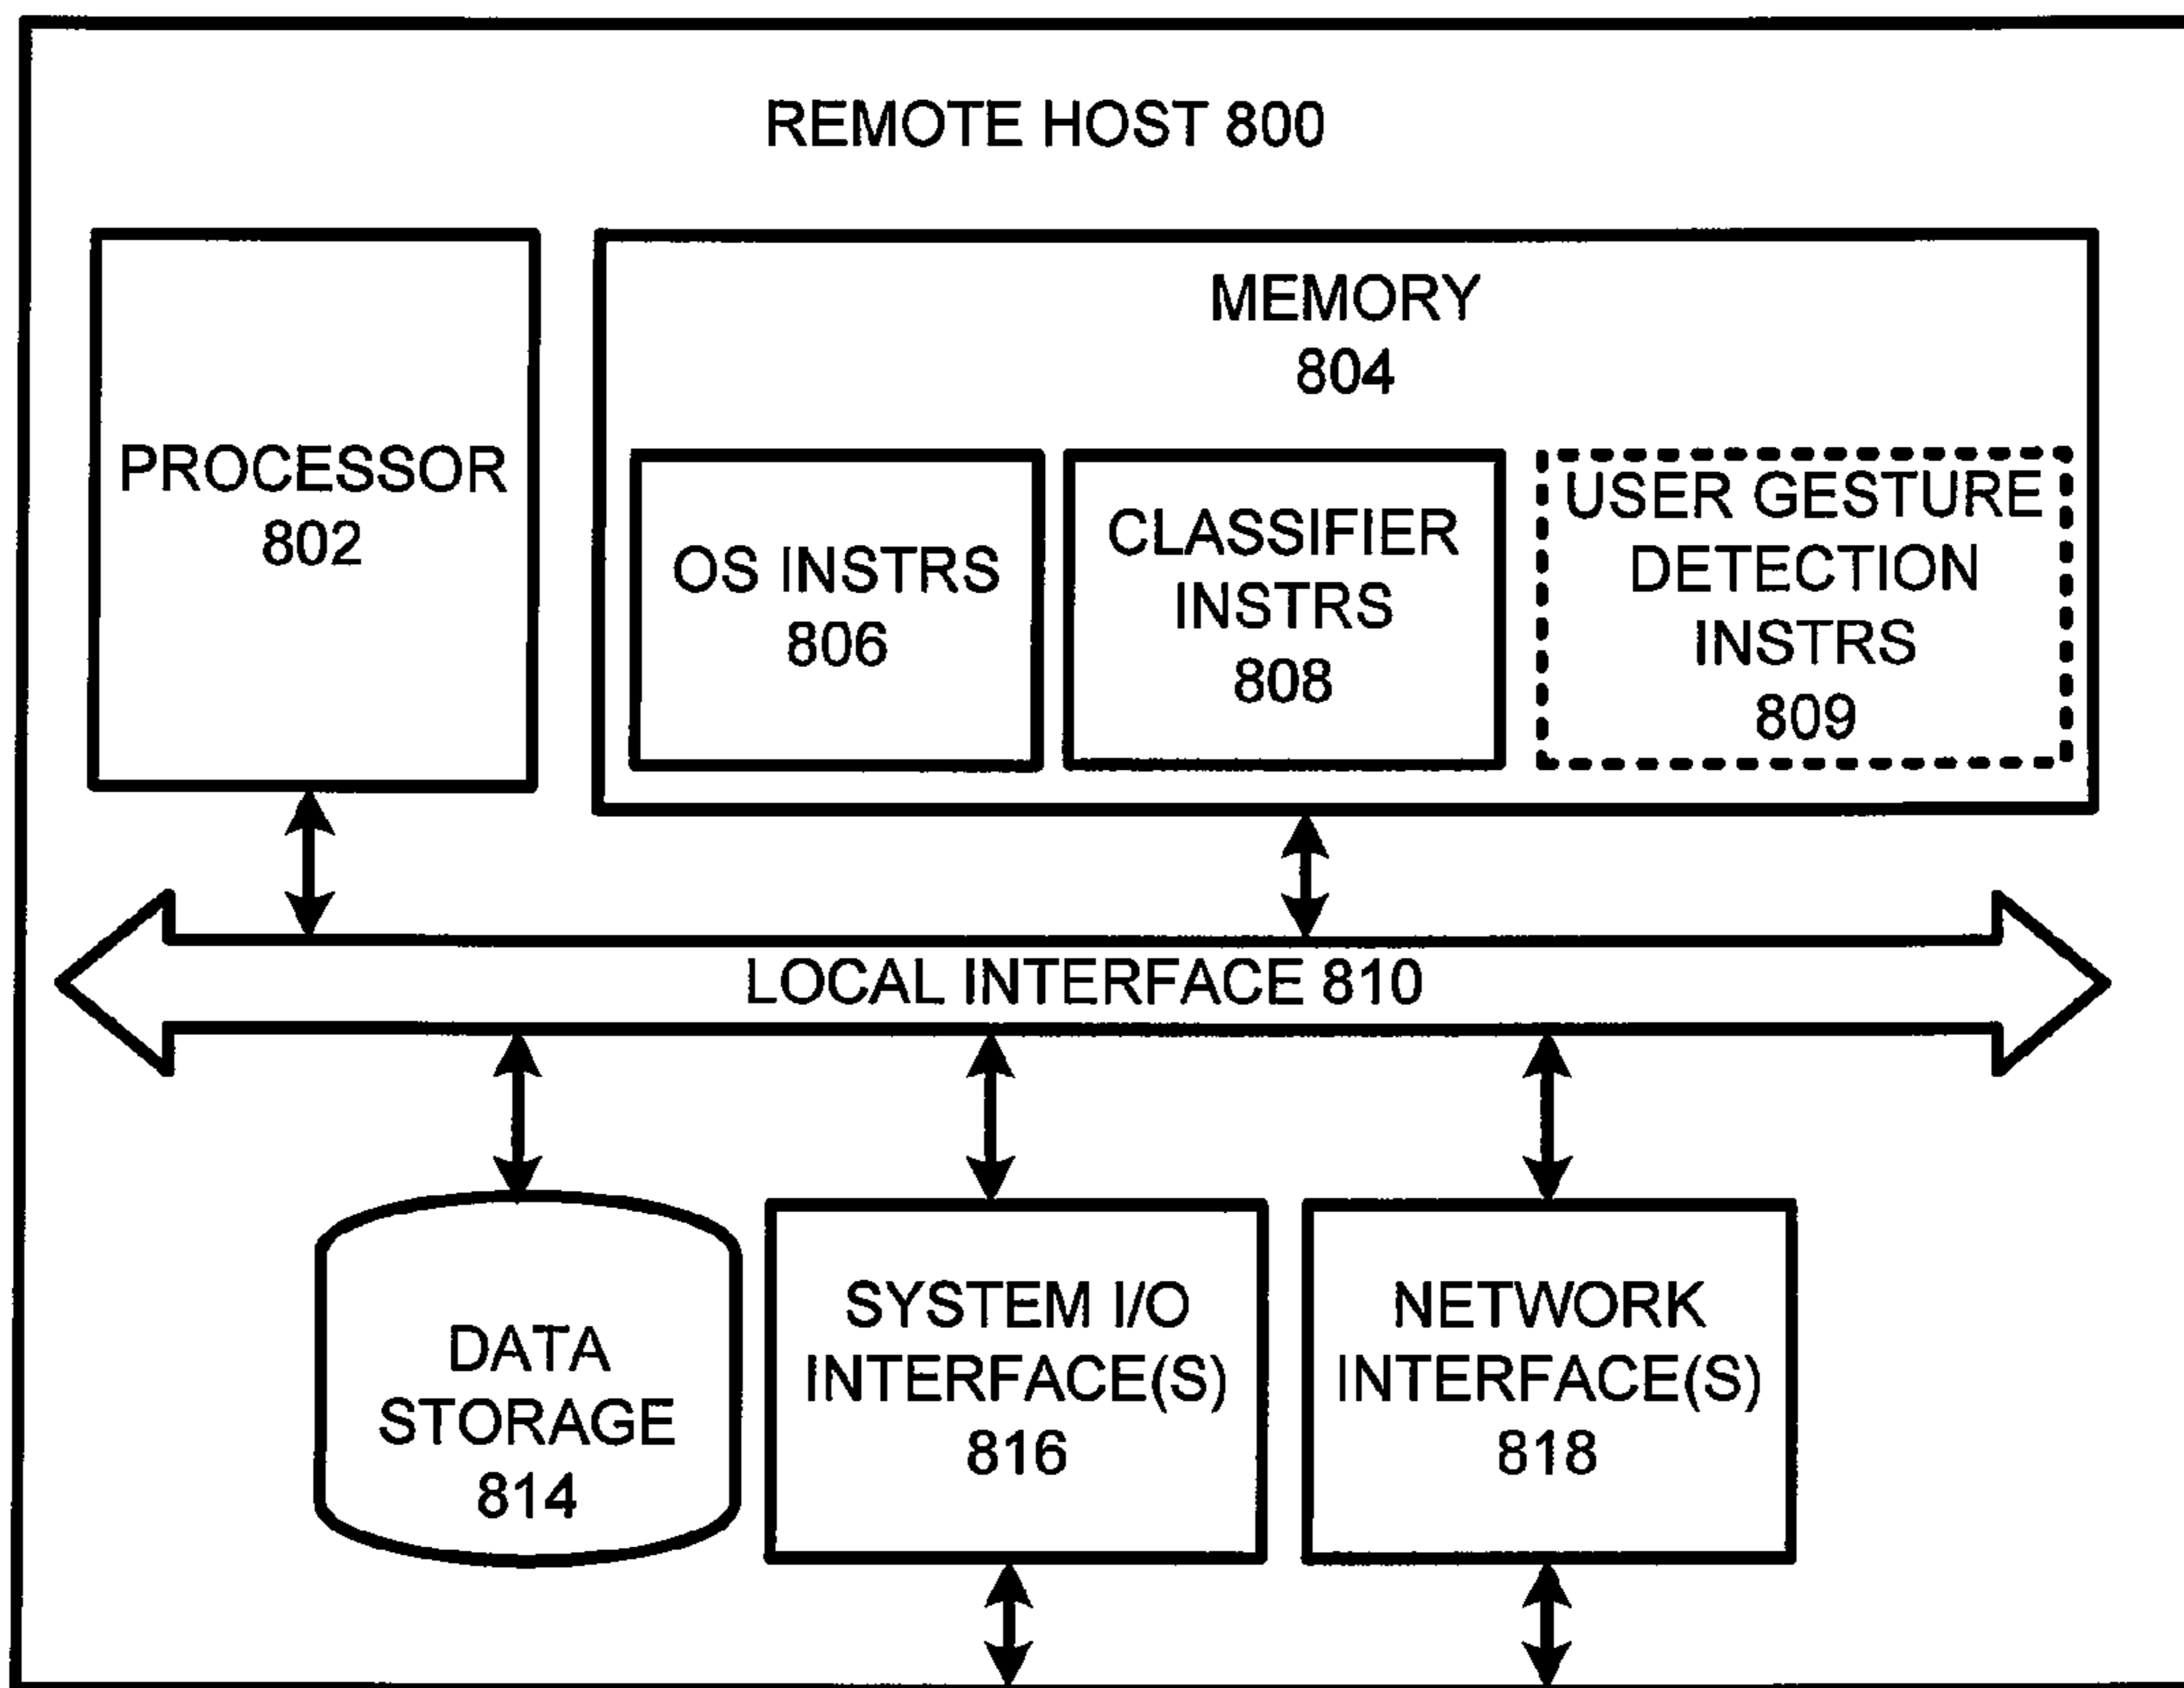 REMOTE HOST 800
PROCESSOR
802
MEMORY
804
OS INSTRS
806
CLASSIFIER
INSTRS
808
USER GESTURE
DETECTION
INSTRS
809
LOCAL INTERFACE 810
DATA
STORAGE
814
SYSTEM I/O
INTERFACE(S)
816
NETWORK
INTERFACE(S)
818